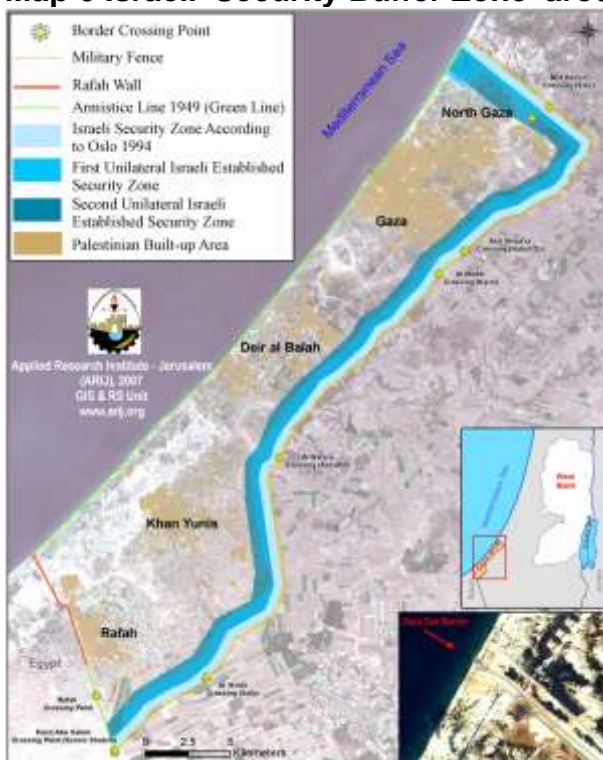 Map 6 Israeli 'Security Buffer Zone' area
Border Crossing Point
Military Fence
Rafah Wall
Armistice Line 1949 (Green Line)
Israeli Security Zone According
to Oslo 1994
First Unilateral Israeli Established
Security Zone
Second Unilateral Israeli
Established Security Zone
Palestinian Built-up Area
Mediterranean Sea
North Gaza
Gaza
Deir al Balah
Applied Research Institute - Jerusalem
(ARIJ), 2007
GIS & RS Unit
www.arij.org
Khan Yunis
West
Bank
Rafah
Egypt
Rafah
Crossing Point
0 2.5 5
Kilometers